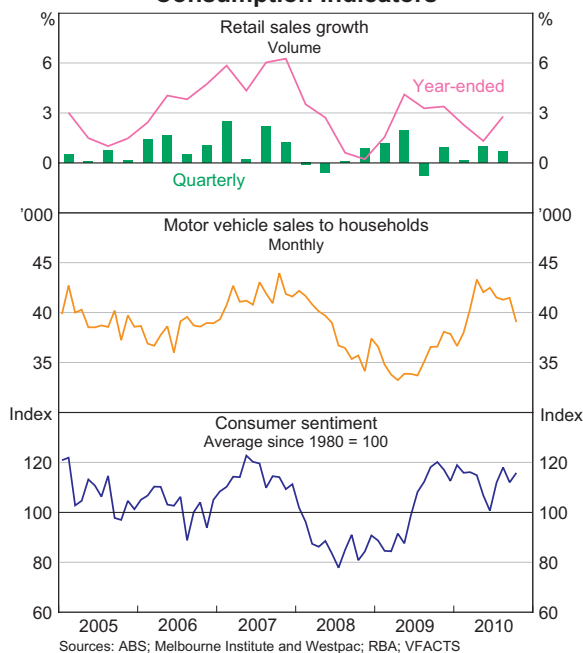 Consumption indicators
% %
Retail sales growth
Volume
6 6
Year-ended
3 3
0 0
Quarterly
'000 '000
Motor vehicle sales to households
Monthly
45 45
40 40
35 35
Index Index
Consumer sentiment
Average since 1980 = 100
120 120
100 100
80 80
60 60
2005 2006 2007 2008 2009 2010
Sources: ABS; Melbourne Institute and Westpac; RBA; VFACTS